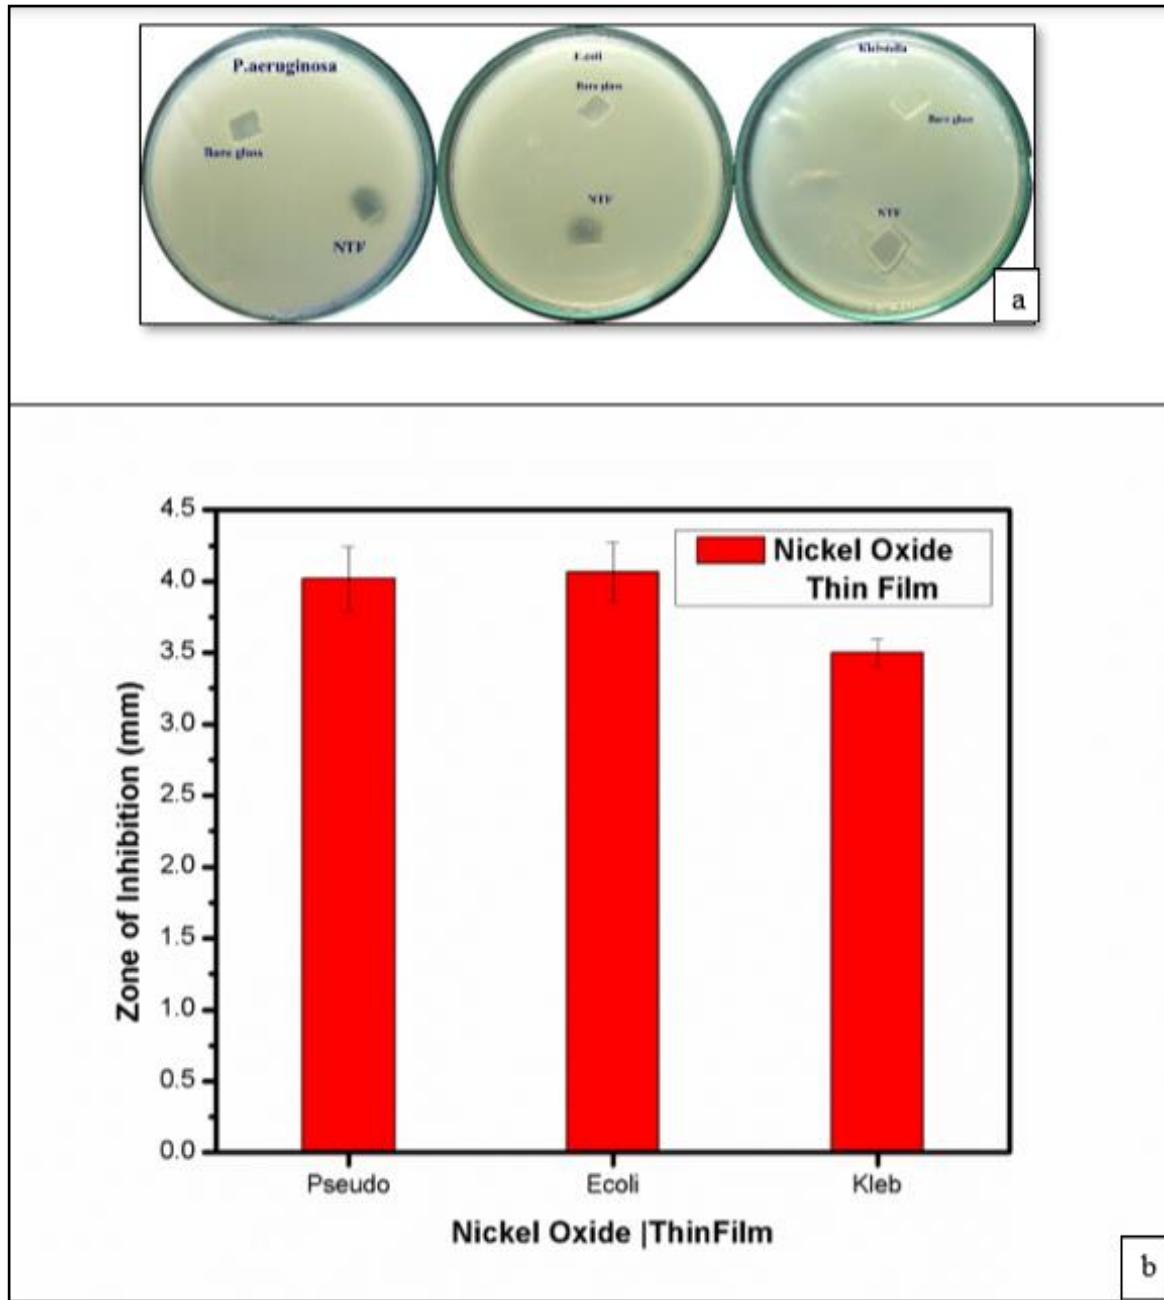 P.aeruginosa
Bare glass
NTF
E.coli
Bare glass
NTF
Klebsiella
Bare glass
NTF
a
4.5
4.0
3.5
3.0
2.5
2.0
1.5
1.0
0.5
0.0
Zone of Inhibition (mm)
Nickel Oxide
Thin Film
Pseudo
Ecoli
Kleb
Nickel Oxide |ThinFilm
b